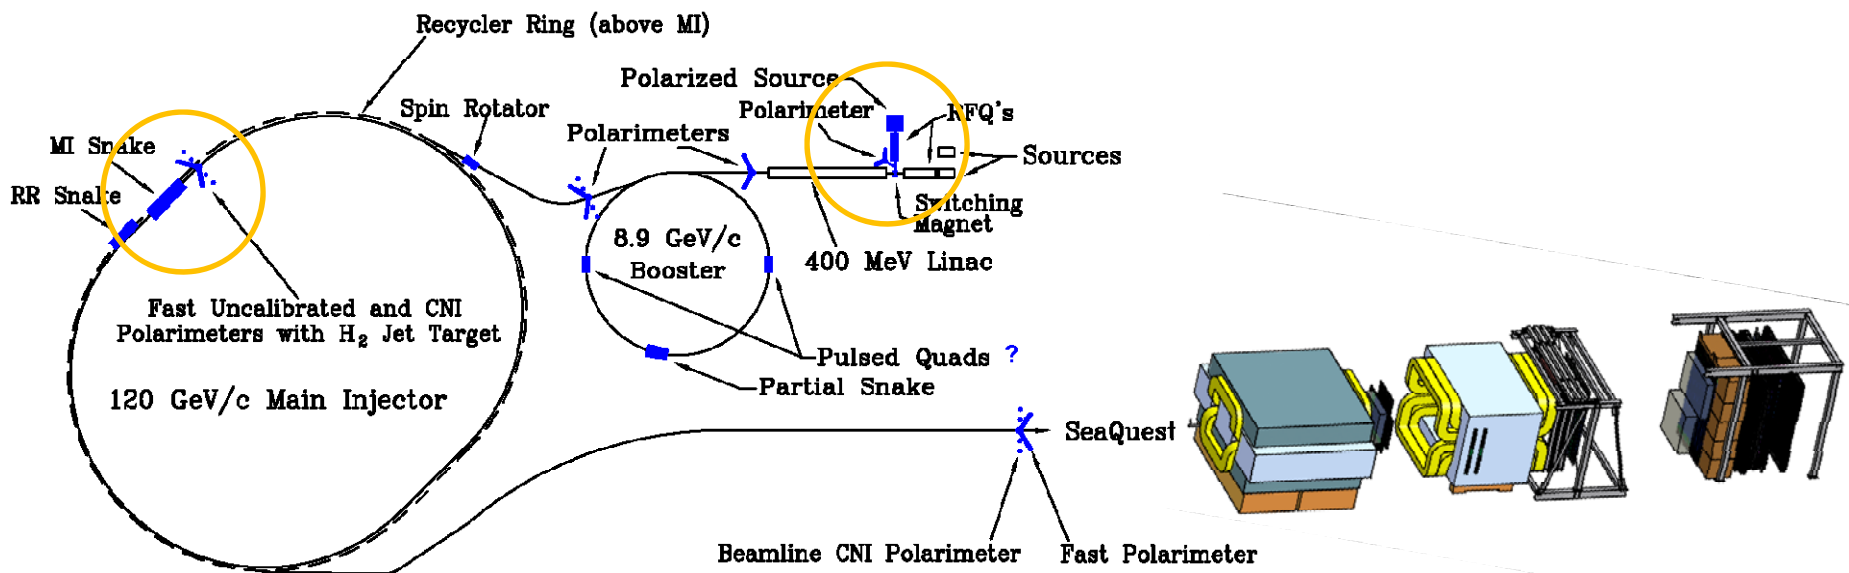 Recycler Ring (above MI)
Polarized Source
Polarimeter
RFQ's
Spin Rotator
Polarimeters
MI Snake
Sources
RR Snake
Switching
Magnet
8.9 GeV/c
Booster
400 MeV Linac
Fast Uncalibrated and CNI
Polarimeters with H₂ Jet Target
Pulsed Quads ?
Partial Snake
120 GeV/c Main Injector
SeaQuest
Beamline CNI Polarimeter
Fast Polarimeter